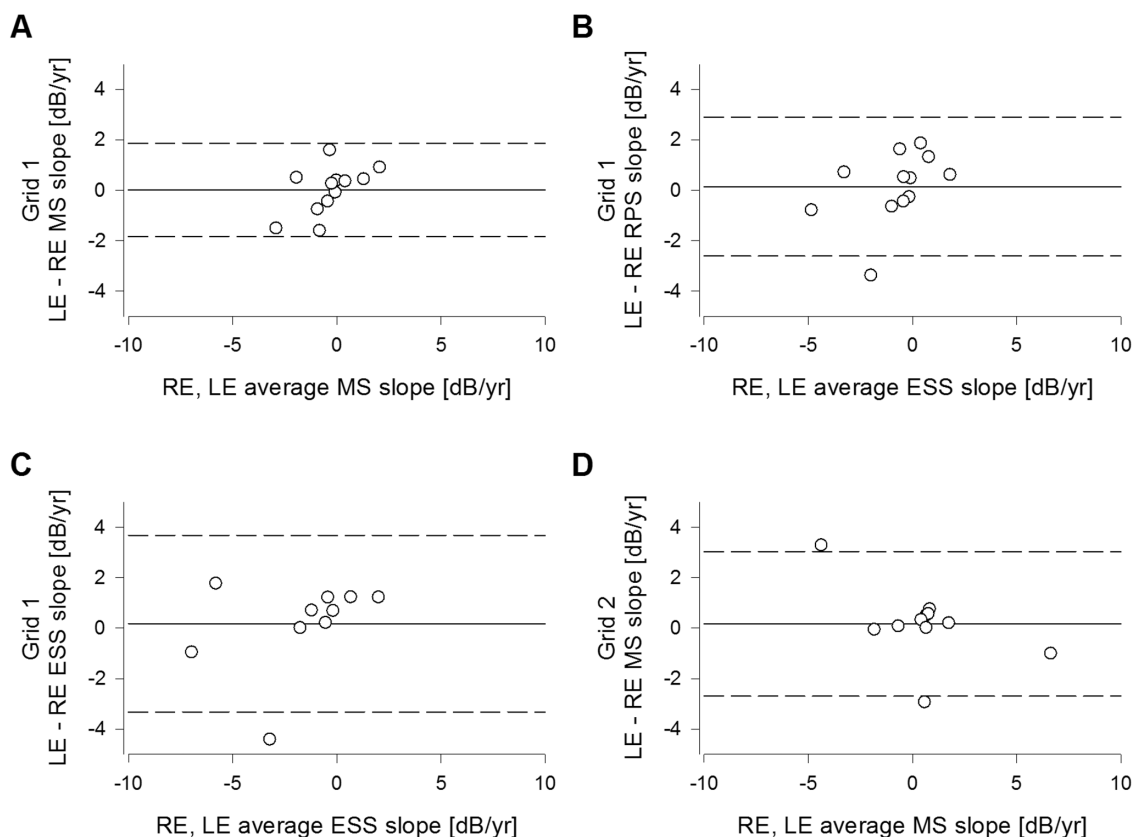 A
Grid 1
LE - RE MS slope [dB/yr]
4
2
0
-2
-4
-10 -5 0 5 10
RE, LE average MS slope [dB/yr]
B
Grid 1
LE - RE RPS slope [dB/yr]
4
2
0
-2
-4
-10 -5 0 5 10
RE, LE average ESS slope [dB/yr]
C
Grid 1
LE - RE ESS slope [dB/yr]
4
2
0
-2
-4
-10 -5 0 5 10
RE, LE average ESS slope [dB/yr]
D
Grid 2
LE - RE MS slope [dB/yr]
4
2
0
-2
-4
-10 -5 0 5 10
RE, LE average MS slope [dB/yr]